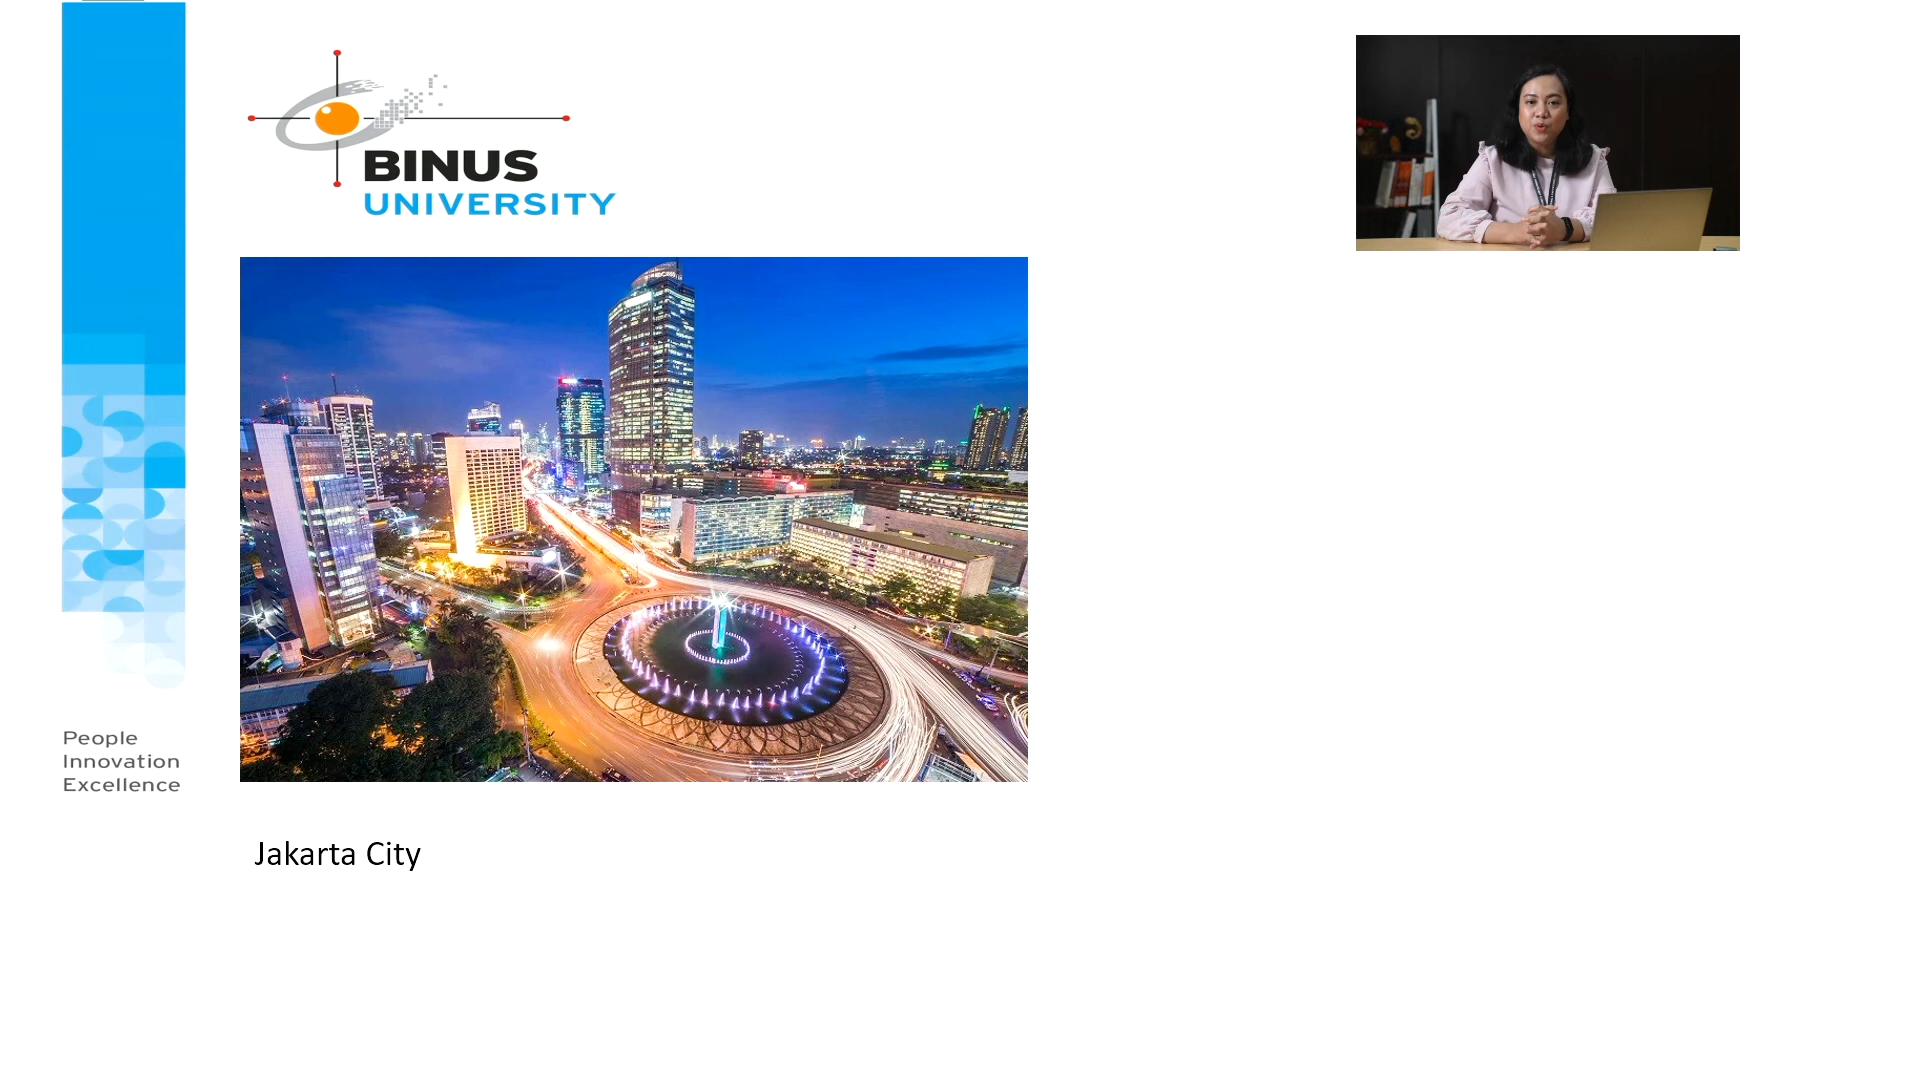 BINUS
UNIVERSITY
People
Innovation
Excellence
Jakarta City